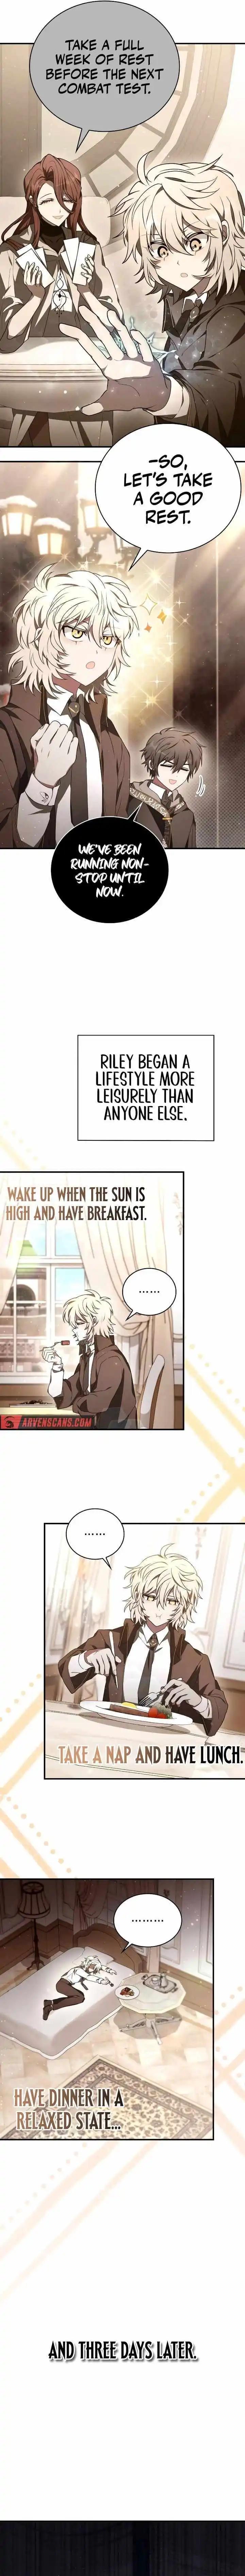 TAKE A FULL
WEEK OF REST
BEFORE THE NEXT
COMBAT TEST.
-SO,
LET'S TAKE
A GOOD
REST.
WE'VE BEEN
RUNNING NON-
STOP UNTIL
NOW.
RILEY BEGAN A
LIFESTYLE MORE
LEISURELY THAN
ANYONE ELSE.
WAKE UP WHEN THE SUN IS
HIGH AND HAVE BREAKFAST.
......
ADVENSCANS.COM
......
TAKE A NAP AND HAVE LUNCH.
.........
HAVE DINNER IN A
RELAXED STATE...
AND THREE DAYS LATER.